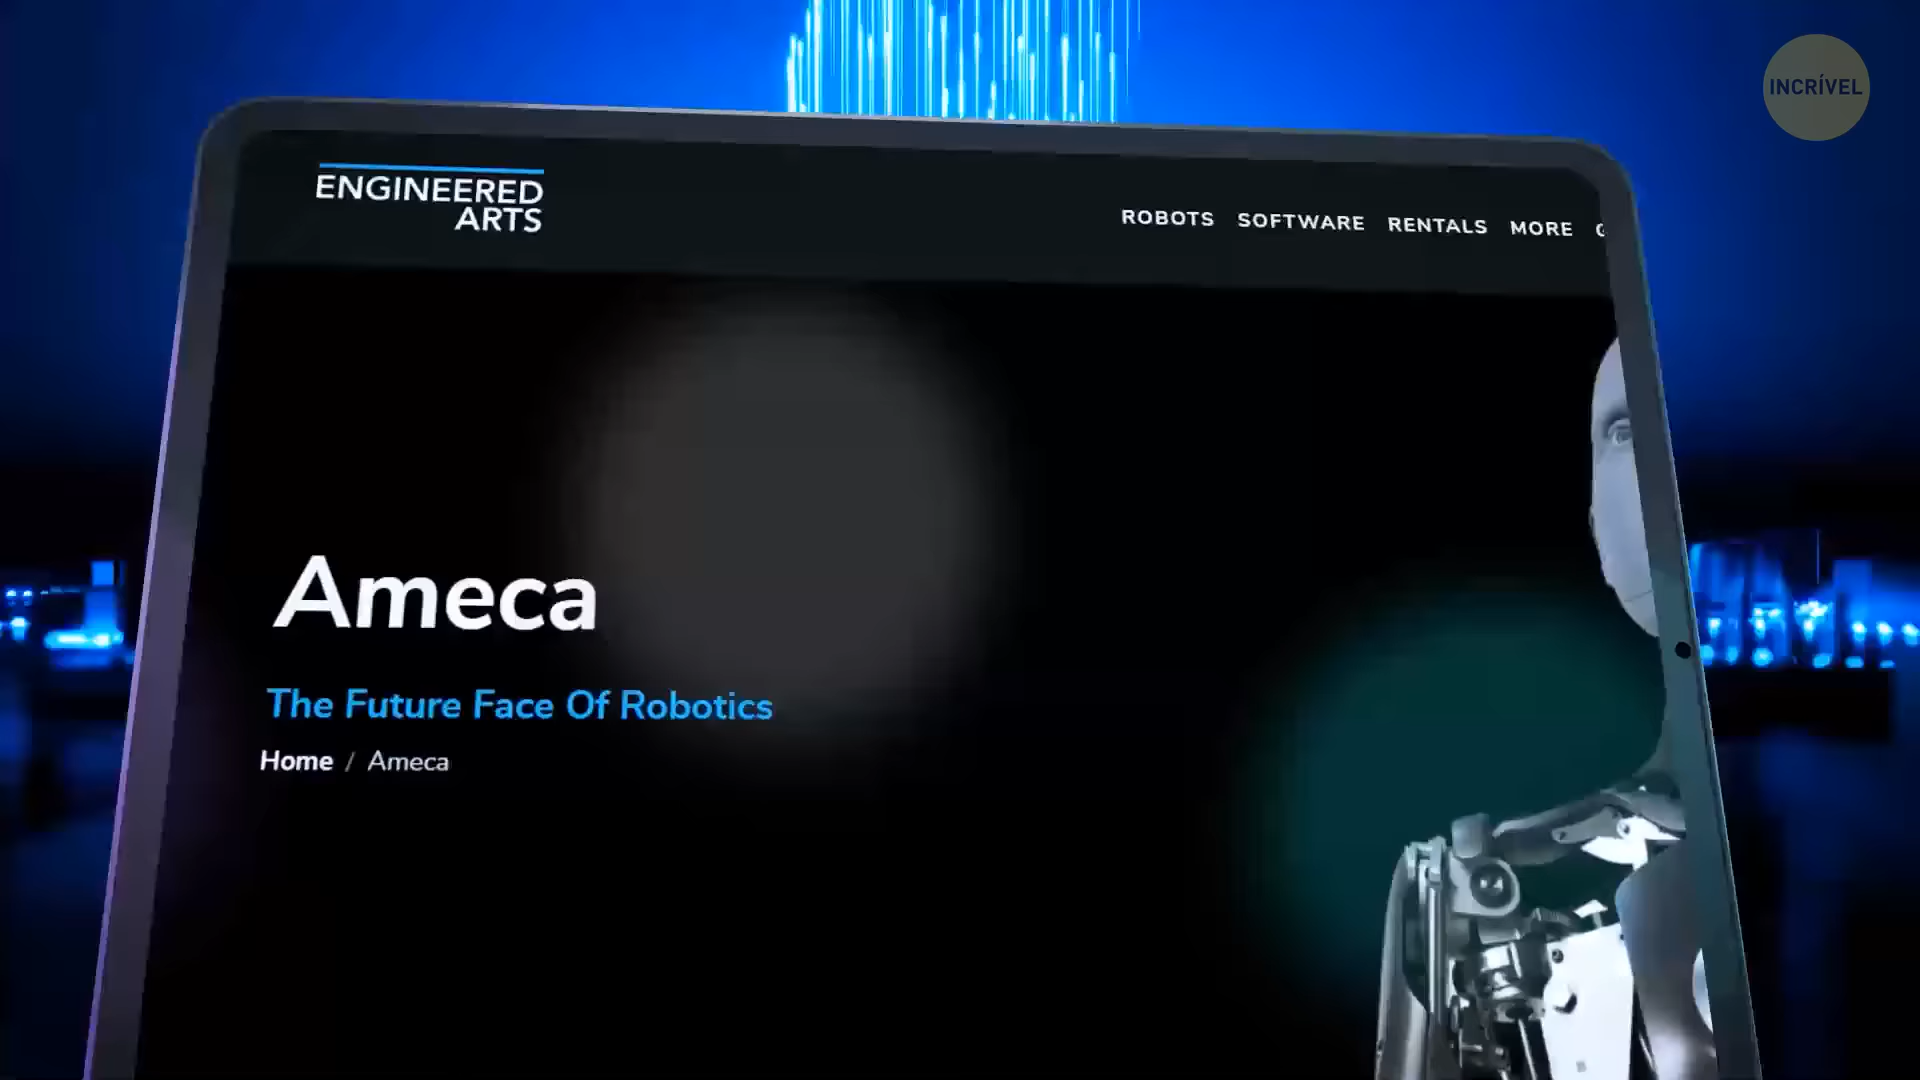 INCRÍVEL
ENGINEERED
ARTS
ROBOTS SOFTWARE RENTALS MORE
Ameca
The Future Face Of Robotics
Home / Ameca